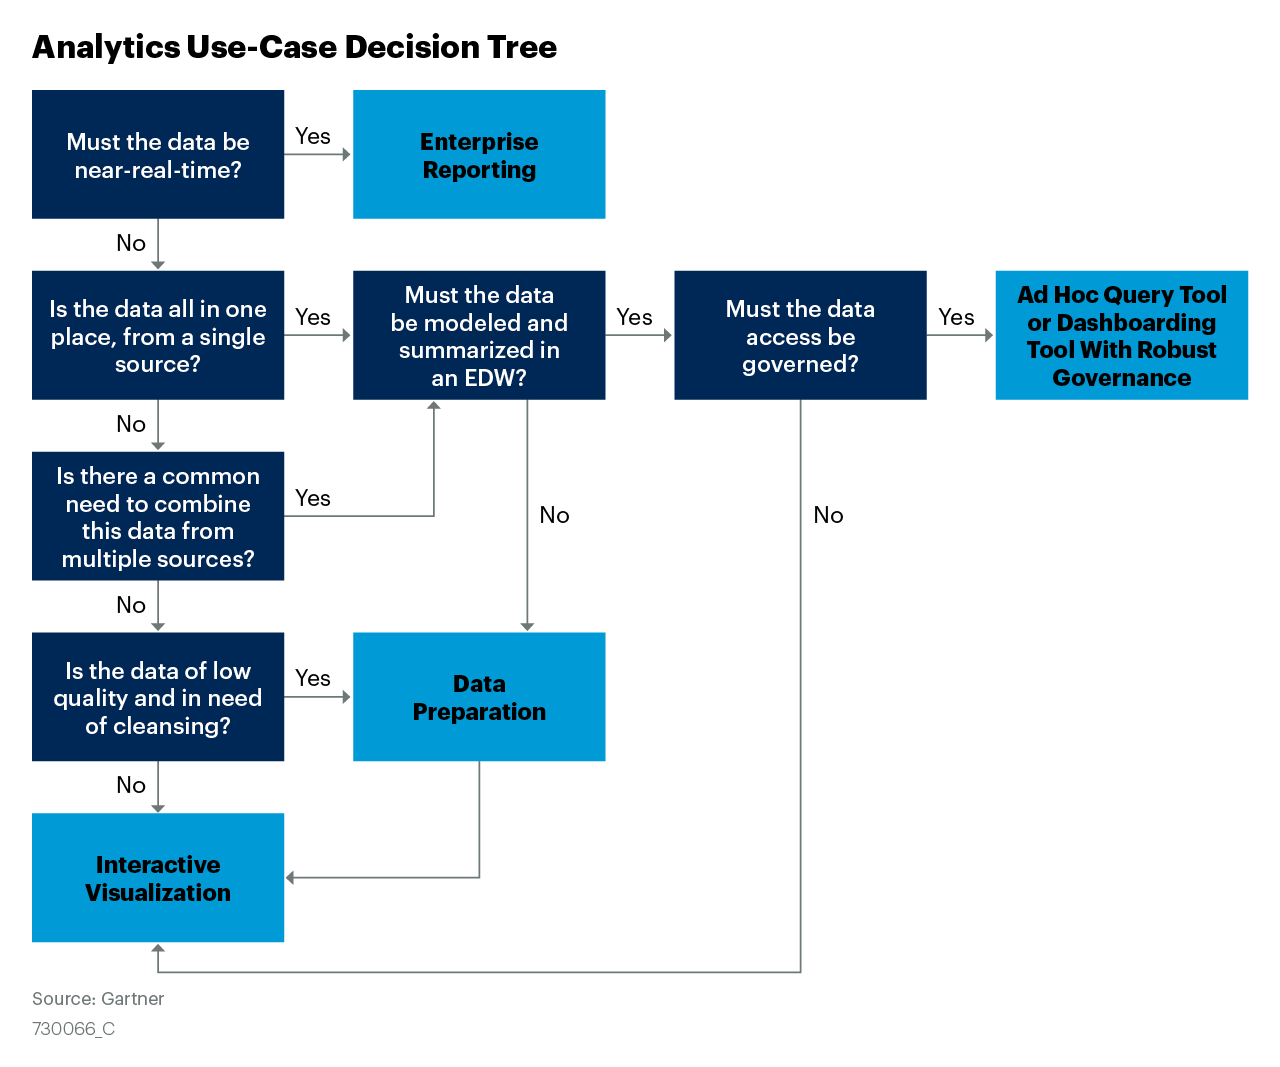 Analytics Use-Case Decision Tree
Must the data be
near-real-time?
Yes
Enterprise
Reporting
No
Is the data all in one
place, from a single
source?
Yes
Must the data
be modeled and
summarized in
an EDW?
Yes
Must the data
access be
governed?
Yes
Ad Hoc Query Tool
or Dashboarding
Tool With Robust
Governance
No
Is there a common
need to combine
this data from
multiple sources?
Yes
No
No
No
Is the data of low
quality and in need
of cleansing?
Yes
Data
Preparation
No
Interactive
Visualization
Source: Gartner
730066_C